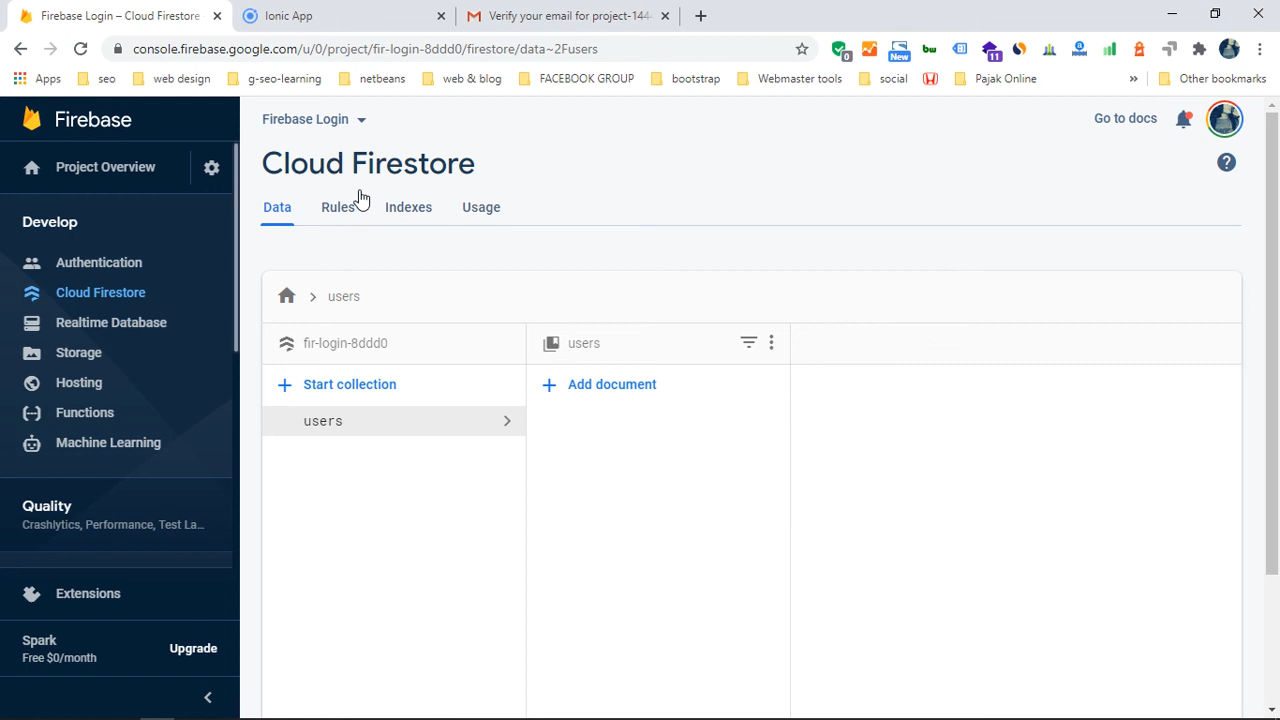 Firebase Login – Cloud Firestore
Ionic App
Verify your email for project-144
console.firebase.google.com/u/0/project/fir-login-8ddd0/firestore/data~2Fusers
0
New
bw
11
Apps
seo
web design
g-seo-learning
netbeans
web & blog
FACEBOOK GROUP
bootstrap
Webmaster tools
social
Pajak Online
»
Other bookmarks
Firebase
Firebase Login
Go to docs
Project Overview
Cloud Firestore
Data
Rules
Indexes
Usage
Develop
Authentication
Cloud Firestore
Realtime Database
Storage
Hosting
Functions
Machine Learning
users
fir-login-8ddd0
users
Start collection
Add document
users
Quality
Crashlytics, Performance, Test La...
Extensions
Spark
Free $0/month
Upgrade